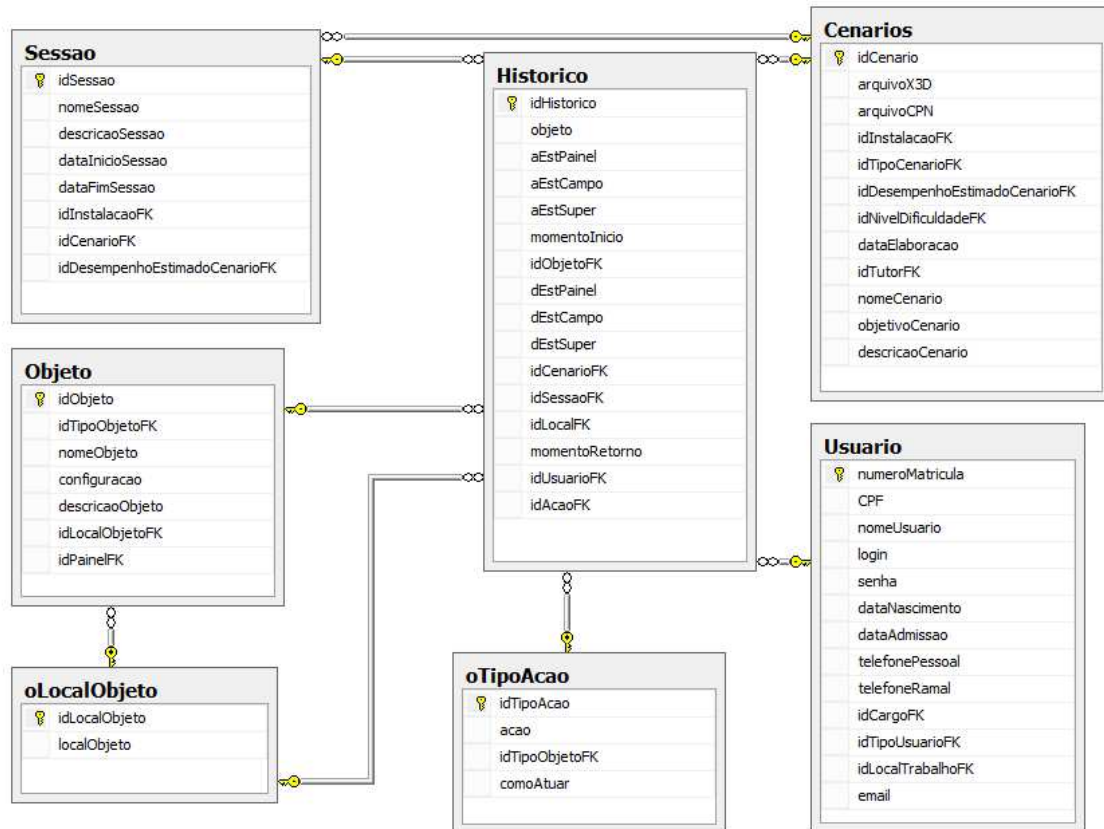 Sessao
idSessao
nomeSessao
descricaoSessao
dataInicioSessao
dataFimSessao
idInstalacaoFK
idCenarioFK
idDesempenhoEstimadoCenarioFK
Historico
idHistorico
objeto
aEstPainel
aEstCampo
aEstSuper
momentoInicio
idObjetoFK
dEstPainel
dEstCampo
dEstSuper
idCenarioFK
idSessaoFK
idLocalFK
momentoRetorno
idUsuarioFK
idAcaoFK
Cenarios
idCenario
arquivoX3D
arquivoCPN
idInstalacaoFK
idTipoCenarioFK
idDesempenhoEstimadoCenarioFK
idNivelDificuldadeFK
dataElaboracao
idTutorFK
nomeCenario
objetivoCenario
descricaoCenario
Objeto
idObjeto
idTipoObjetoFK
nomeObjeto
configuracao
descricaoObjeto
idLocalObjetoFK
idPainelFK
Usuario
numeroMatricula
CPF
nomeUsuario
login
senha
dataNascimento
dataAdmissao
telefonePessoal
telefoneRamal
idCargoFK
idTipoUsuarioFK
idLocalTrabalhoFK
email
oLocalObjeto
idLocalObjeto
localObjeto
oTipoAcao
idTipoAcao
acao
idTipoObjetoFK
comoAtuar